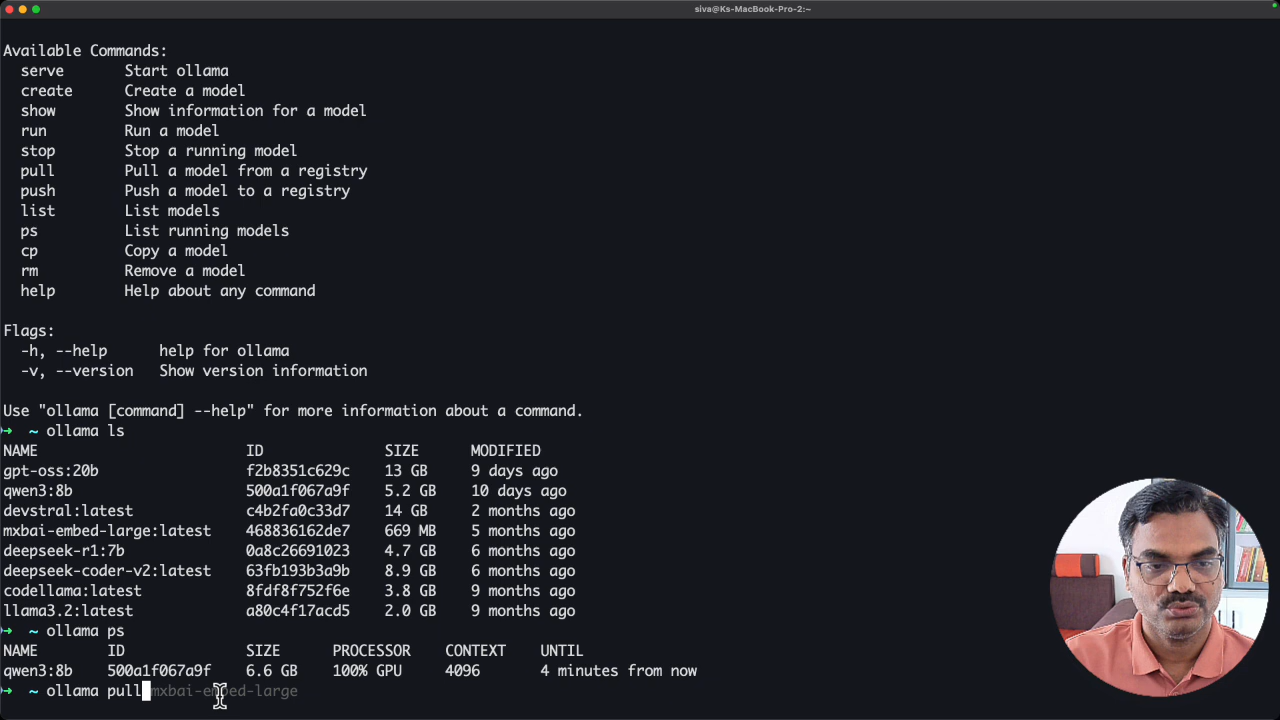 siva@Ks-MacBook-Pro-2:~
Available Commands:
serve Start ollama
create Create a model
show Show information for a model
run Run a model
stop Stop a running model
pull Pull a model from a registry
push Push a model to a registry
list List models
ps List running models
cp Copy a model
rm Remove a model
help Help about any command
Flags:
-h, --help help for ollama
-v, --version Show version information
Use "ollama [command] --help" for more information about a command.
➜ ~ ollama ls
NAME ID SIZE MODIFIED
gpt-oss:20b f2b8351c629c 13 GB 9 days ago
qwen3:8b 500a1f067a9f 5.2 GB 10 days ago
devstral:latest c4b2fa0c33d7 14 GB 2 months ago
mxbai-embed-large:latest 468836162de7 669 MB 5 months ago
deepseek-r1:7b 0a8c26691023 4.7 GB 6 months ago
deepseek-coder-v2:latest 63fb193b3a9b 8.9 GB 6 months ago
codellama:latest 8fdf8f752f6e 3.8 GB 9 months ago
llama3.2:latest a80c4f17acd5 2.0 GB 9 months ago
➜ ~ ollama ps
NAME ID SIZE PROCESSOR CONTEXT UNTIL
qwen3:8b 500a1f067a9f 6.6 GB 100% GPU 4096 4 minutes from now
➜ ~ ollama pull mxbai-embed-large